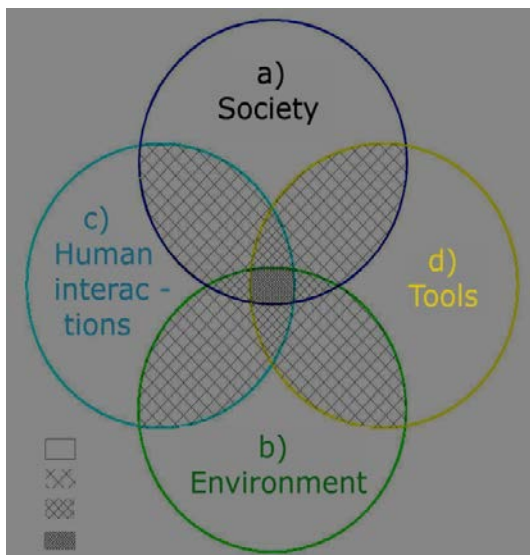 a)
Society
c)
Human
interac -
tions
d)
Tools
b)
Environment